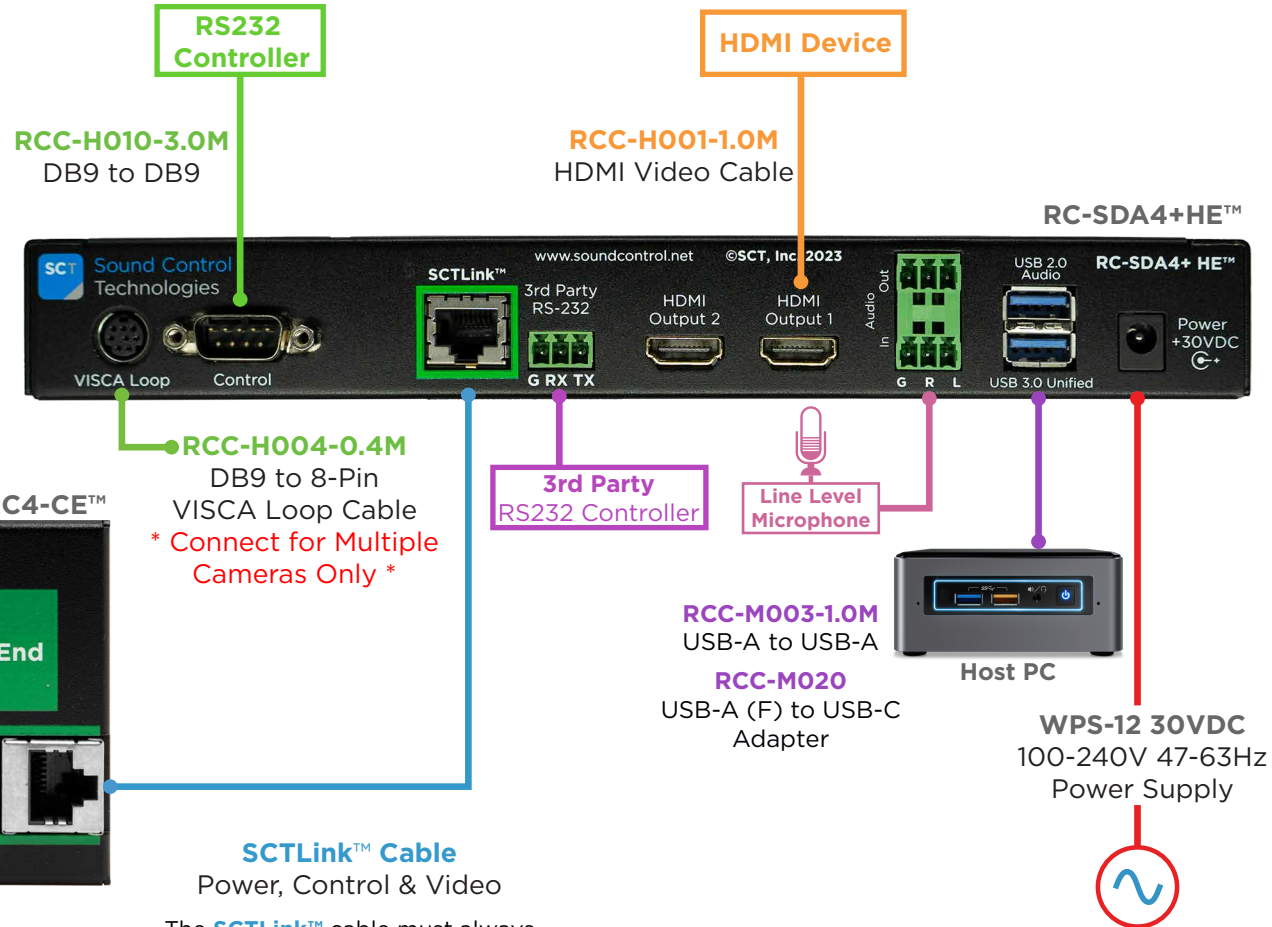 RS232
Controller
HDMI Device
RCC-H010-3.0M
DB9 to DB9
RCC-H001-1.0M
HDMI Video Cable
RC-SDA4+HE™
SCT
Sound Control
Technologies
SCTLink™
www.soundcontrol.net
©SCT, Inc. 2023
3rd Party
RS-232
HDMI
Output 2
HDMI
Output 1
Audio
In
Out
USB 2.0
Audio
RC-SDA4+ HE™
Power
+30VDC
VISCA Loop
Control
G RX TX
G R L
USB 3.0 Unified
RCC-H004-0.4M
DB9 to 8-Pin
VISCA Loop Cable
* Connect for Multiple
Cameras Only *
3rd Party
RS232 Controller
Line Level
Microphone
C4-CE™
End
RCC-M003-1.0M
USB-A to USB-A
RCC-M020
USB-A (F) to USB-C
Adapter
Host PC
WPS-12 30VDC
100-240V 47-63Hz
Power Supply
SCTLink™ Cable
Power, Control & Video
The SCTLink™ cable must always